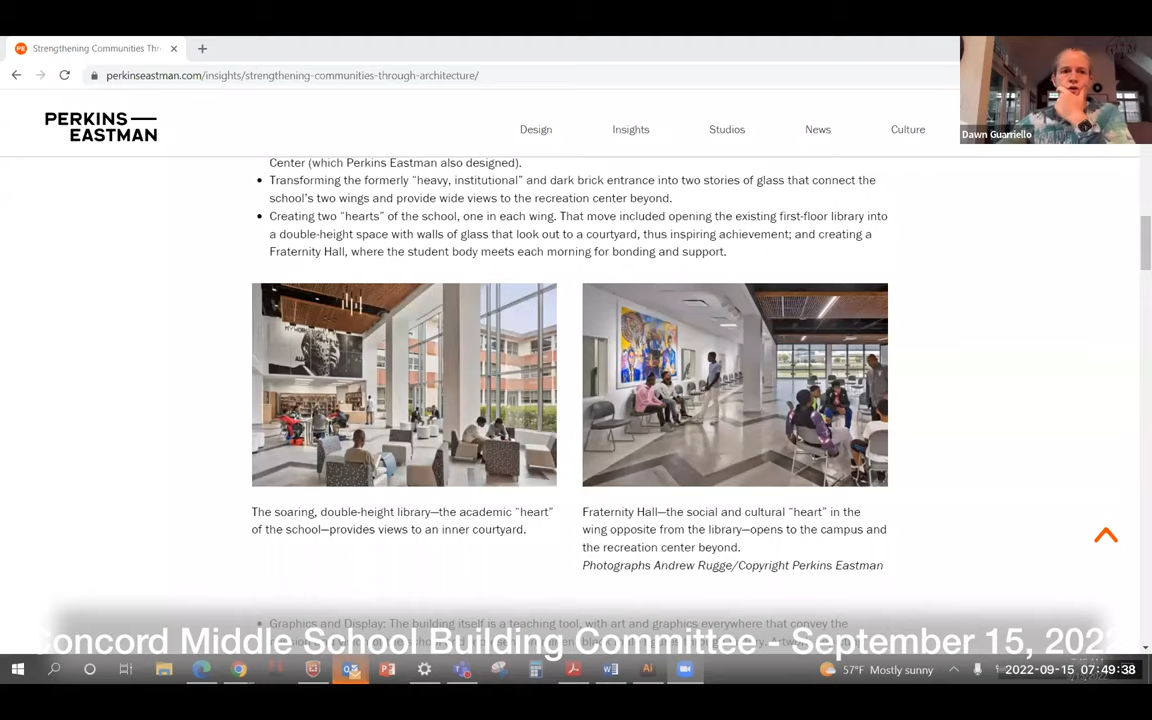 Strengthening Communities Thr
perkinseastman.com/insights/strengthening-communities-through-architecture/
PERKINS
EASTMAN
Design
Insights
Studios
News
Culture
Dawn Guarriello
Center (which Perkins Eastman also designed).
• Transforming the formerly “heavy, institutional” and dark brick entrance into two stories of glass that connect the
school’s two wings and provide wide views to the recreation center beyond.
• Creating two “hearts” of the school, one in each wing. That move included opening the existing first-floor library into
a double-height space with walls of glass that look out to a courtyard, thus inspiring achievement; and creating a
Fraternity Hall, where the student body meets each morning for bonding and support.
The soaring, double-height library—the academic “heart”
of the school—provides views to an inner courtyard.
Fraternity Hall—the social and cultural “heart” in the
wing opposite from the library—opens to the campus and
the recreation center beyond.
Photographs Andrew Rugge/Copyright Perkins Eastman
• Graphics and Display: The building itself is a teaching tool, with art and graphics everywhere that convey the
Concord Middle School Building Committee - September 15, 2022
57°F Mostly sunny
2022-09-15 07:49:38